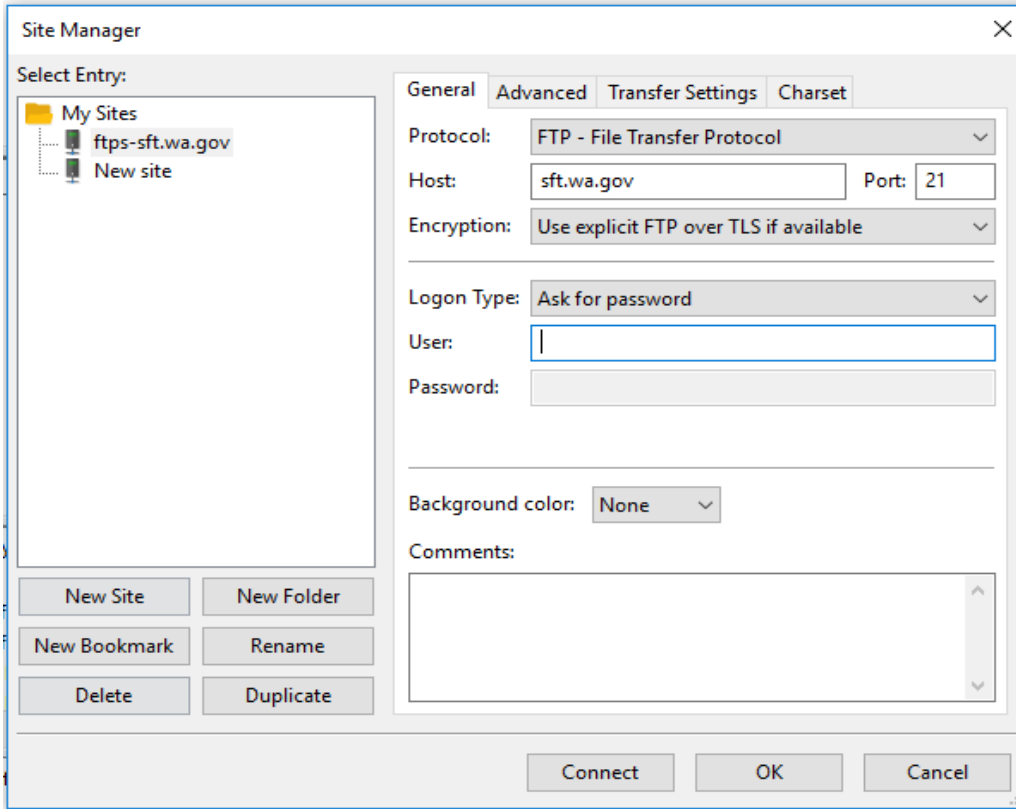 Site Manager
Select Entry:
My Sites
ftps-sft.wa.gov
New site
New Site
New Folder
New Bookmark
Rename
Delete
Duplicate
General
Advanced
Transfer Settings
Charset
Protocol:
FTP - File Transfer Protocol
Host:
sft.wa.gov
Port:
21
Encryption:
Use explicit FTP over TLS if available
Logon Type:
Ask for password
User:
Password:
Background color:
None
Comments:
Connect
OK
Cancel